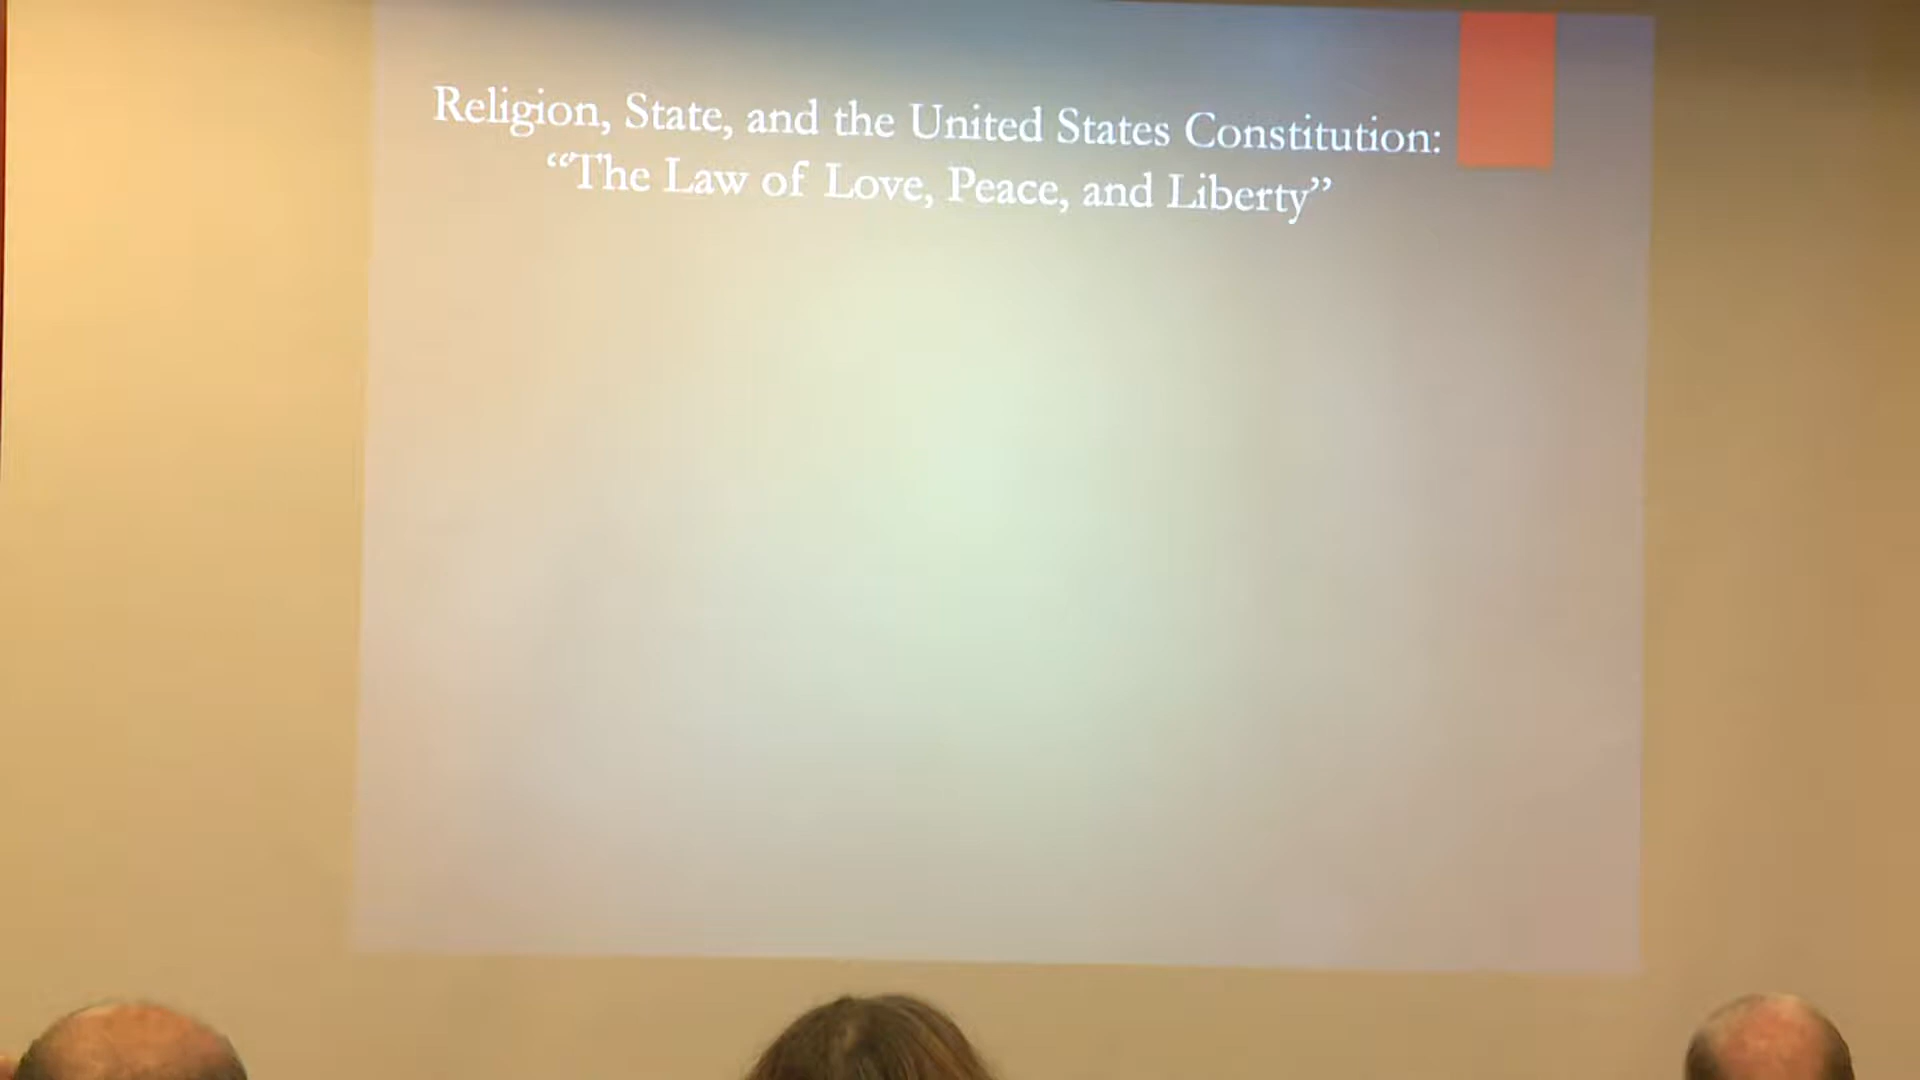 Religion, State, and the United States Constitution:
“The Law of Love, Peace, and Liberty”